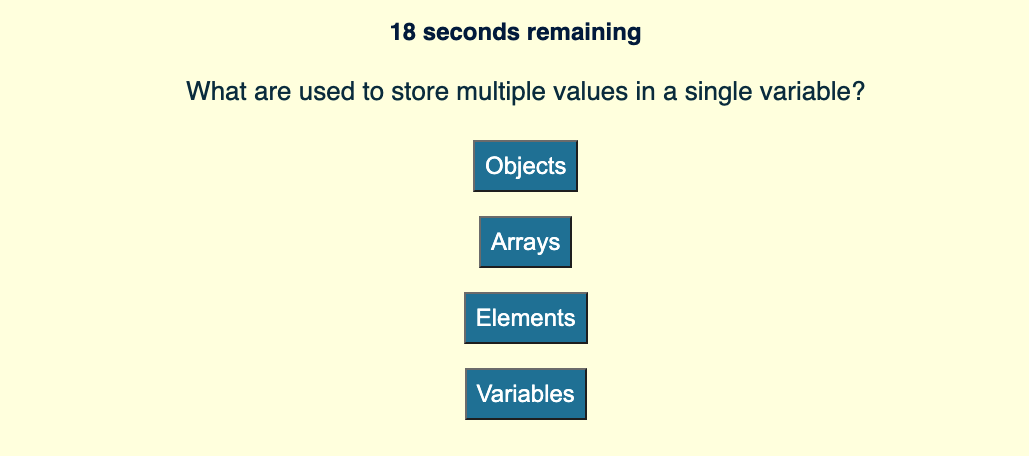 18 seconds remaining
What are used to store multiple values in a single variable?
Objects
Arrays
Elements
Variables